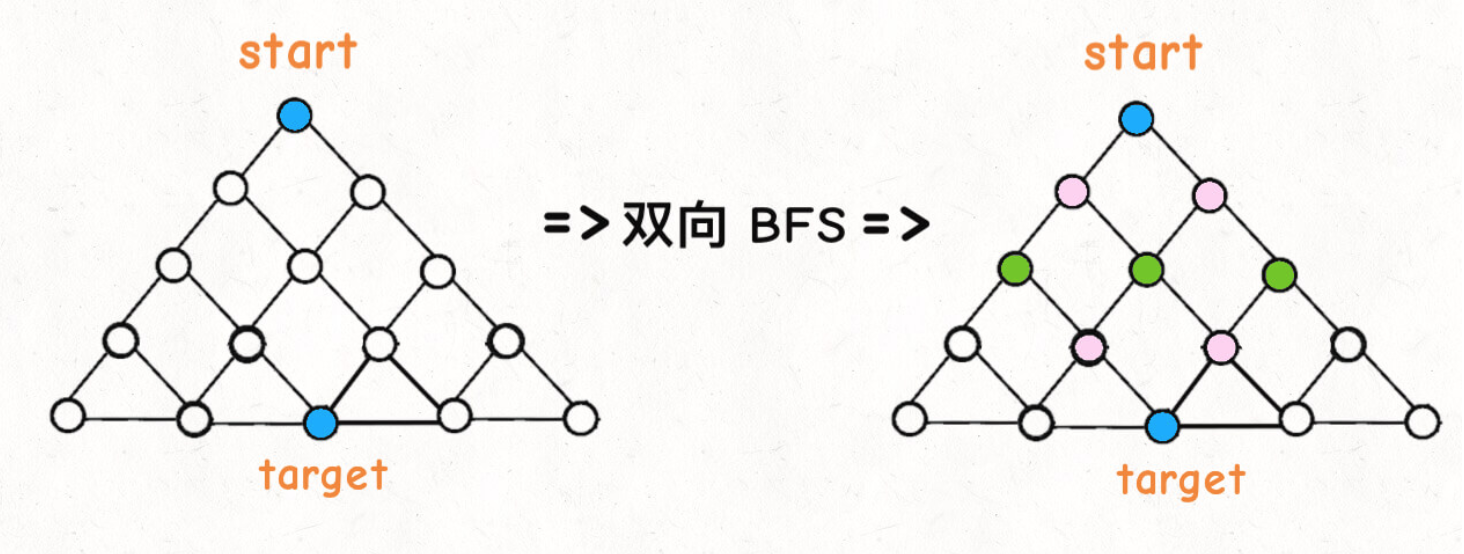 start
start
=> 双向 BFS =>
target
target